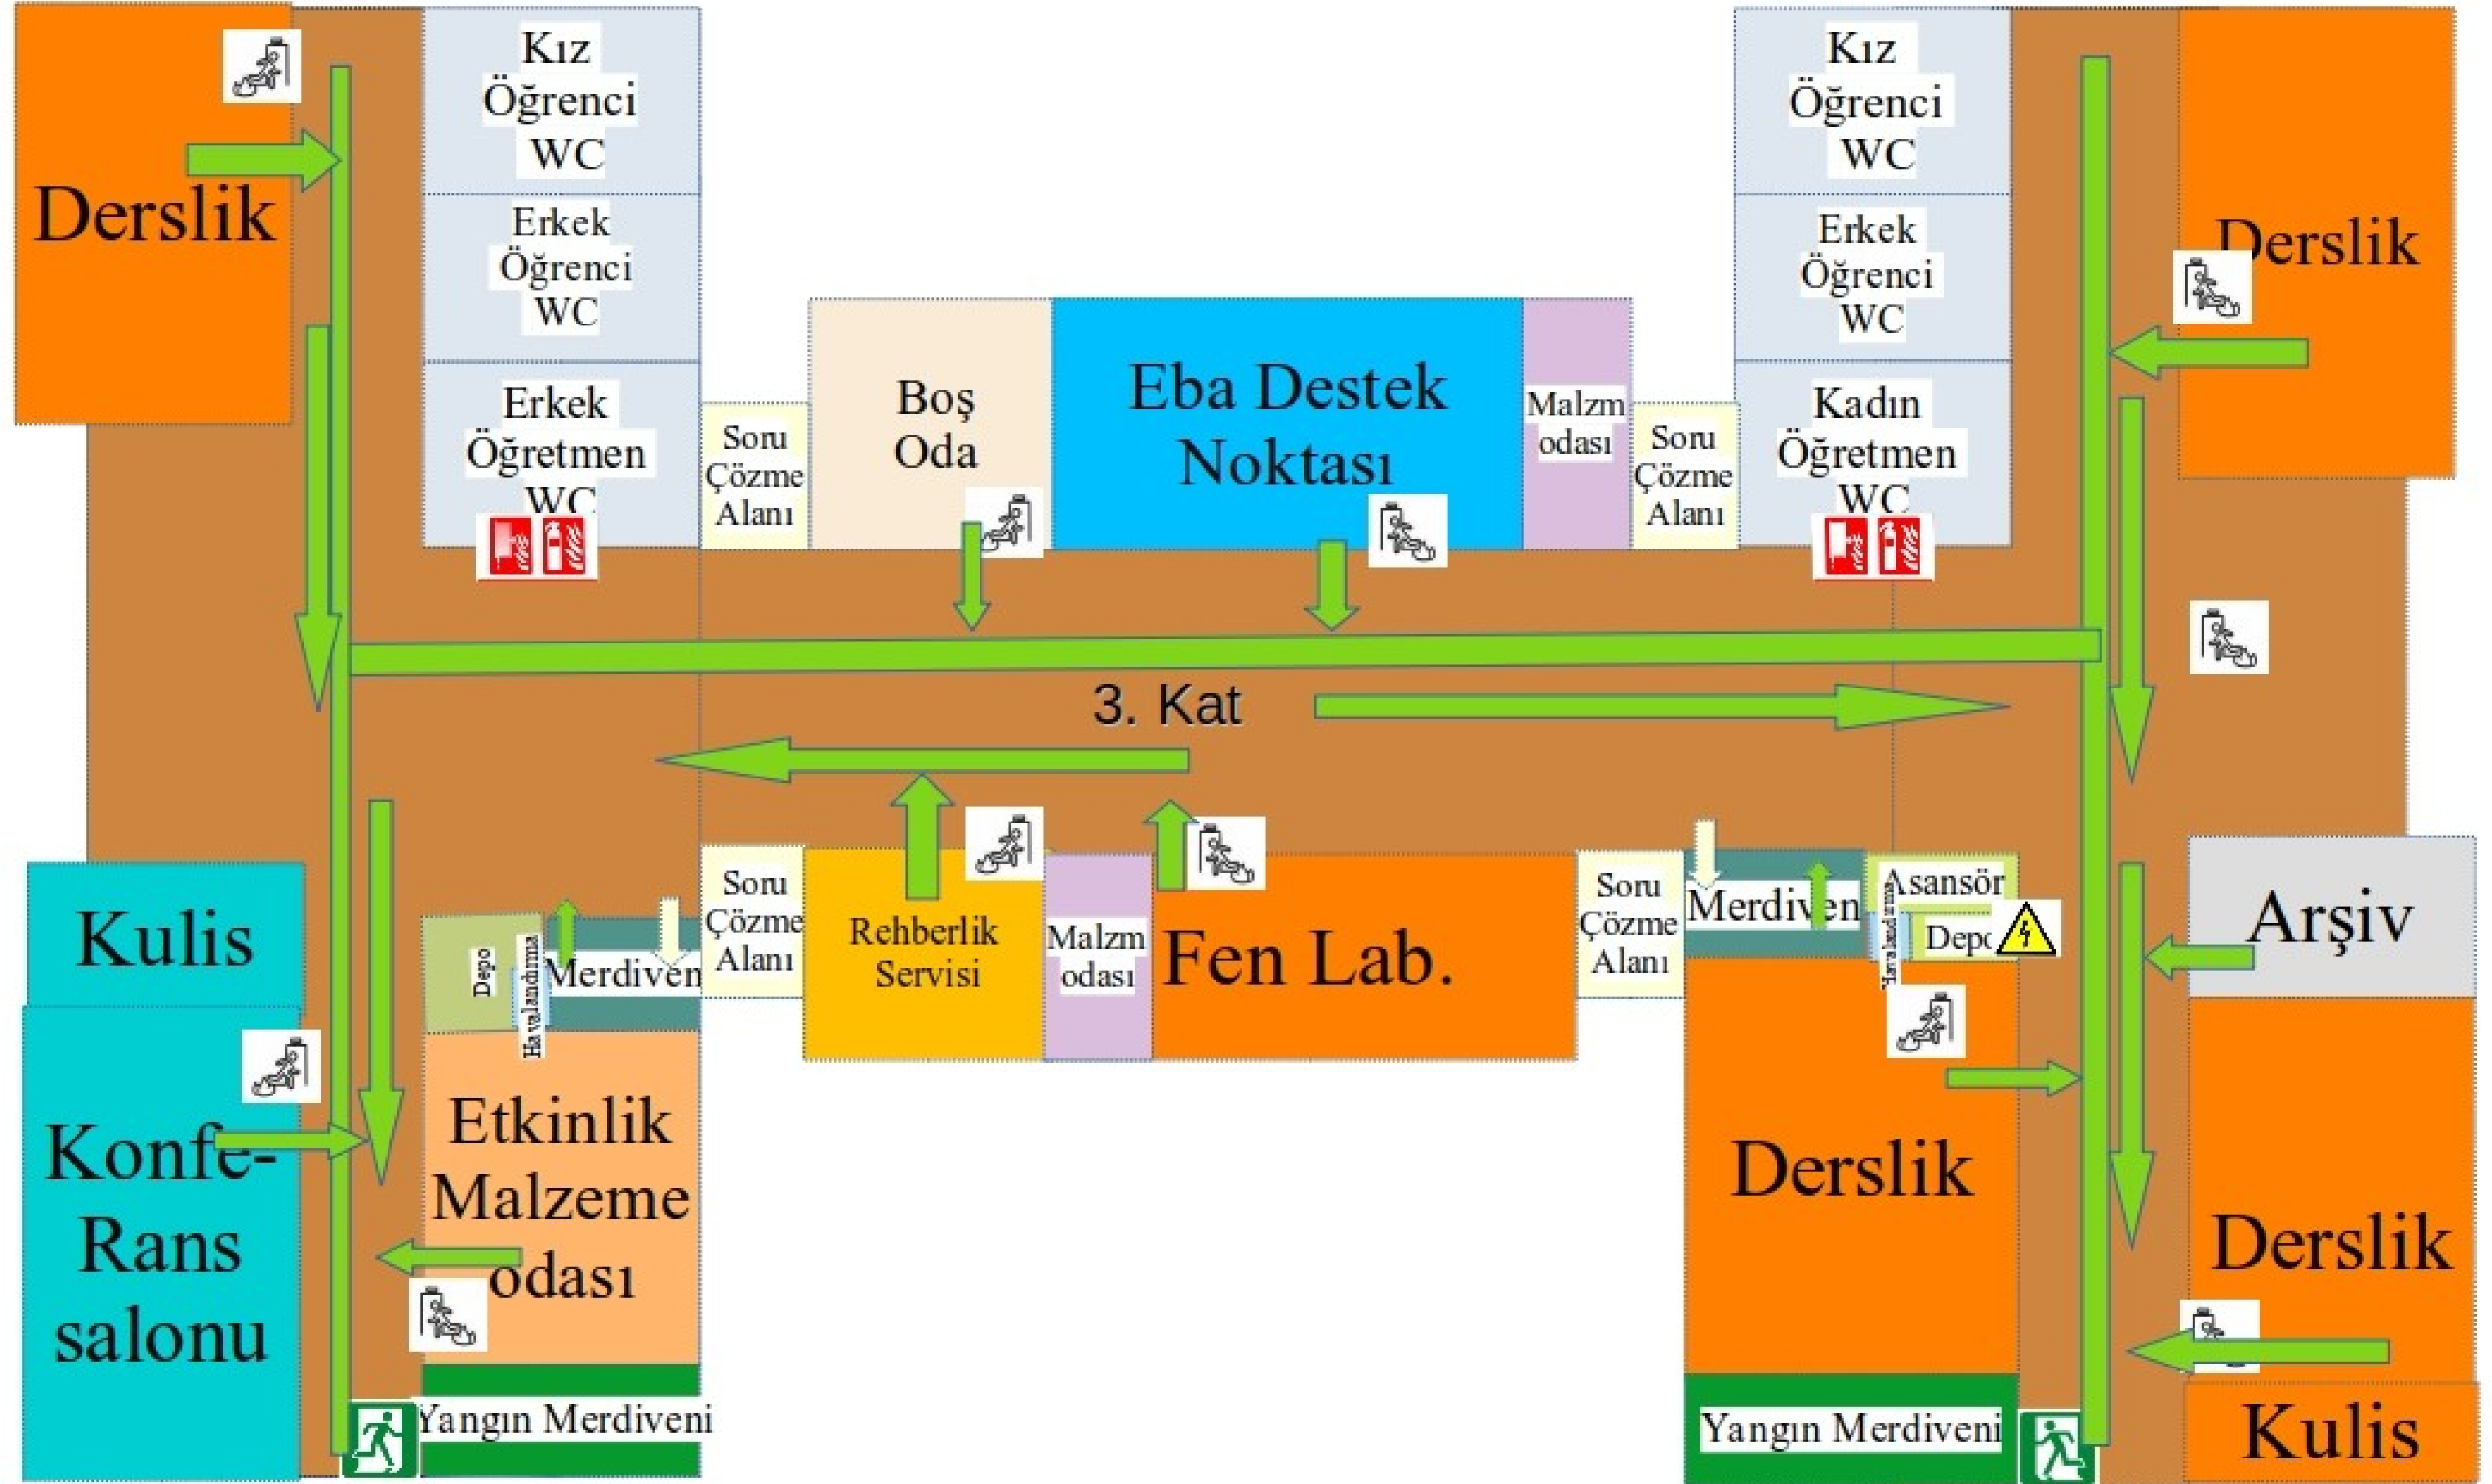 Derslik
Kız
Öğrenci
WC
Erkek
Öğrenci
WC
Erkek
Öğretmen
WC
Soru
Çözme
Alanı
Boş
Oda
Eba Destek
Noktası
Malzm
odası
Soru
Çözme
Alanı
Kız
Öğrenci
WC
Erkek
Öğrenci
WC
Kadın
Öğretmen
WC
Derslik
3. Kat
Kulis
Konfe-
Rans
salonu
Depo
Havalandırma
Merdiven
Etkinlik
Malzeme
odası
Yangın Merdiveni
Soru
Çözme
Alanı
Rehberlik
Servisi
Malzm
odası
Fen Lab.
Soru
Çözme
Alanı
Merdiven
Asansör
Havalandırma
Depo
Derslik
Yangın Merdiveni
Arşiv
Derslik
Kulis